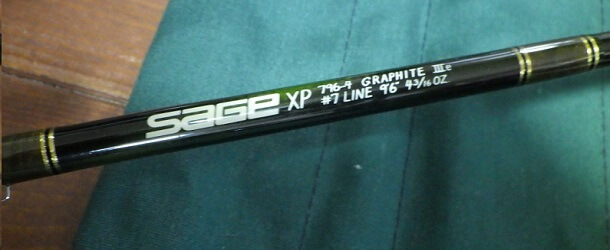 SAGE XP 796-4 GRAPHITE IIIe
#7 LINE 9'6" 4 3/16 OZ.